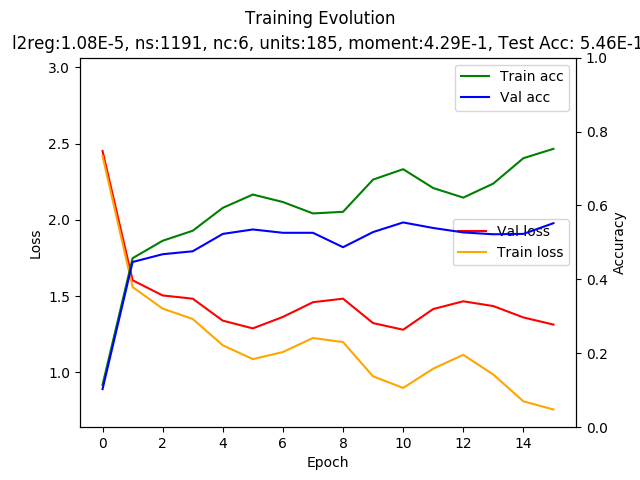 Training Evolution
l2reg:1.08E-5, ns:1191, nc:6, units:185, moment:4.29E-1, Test Acc: 5.46E-1
Train acc
Val acc
Val loss
Train loss
Loss
3.0
2.5
2.0
1.5
1.0
Accuracy
1.0
0.8
0.6
0.4
0.2
0.0
0 2 4 6 8 10 12 14
Epoch